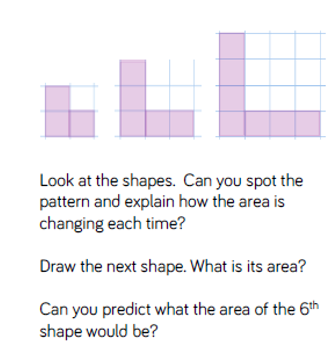 Look at the shapes. Can you spot the
pattern and explain how the area is
changing each time?
Draw the next shape. What is its area?
Can you predict what the area of the 6th
shape would be?